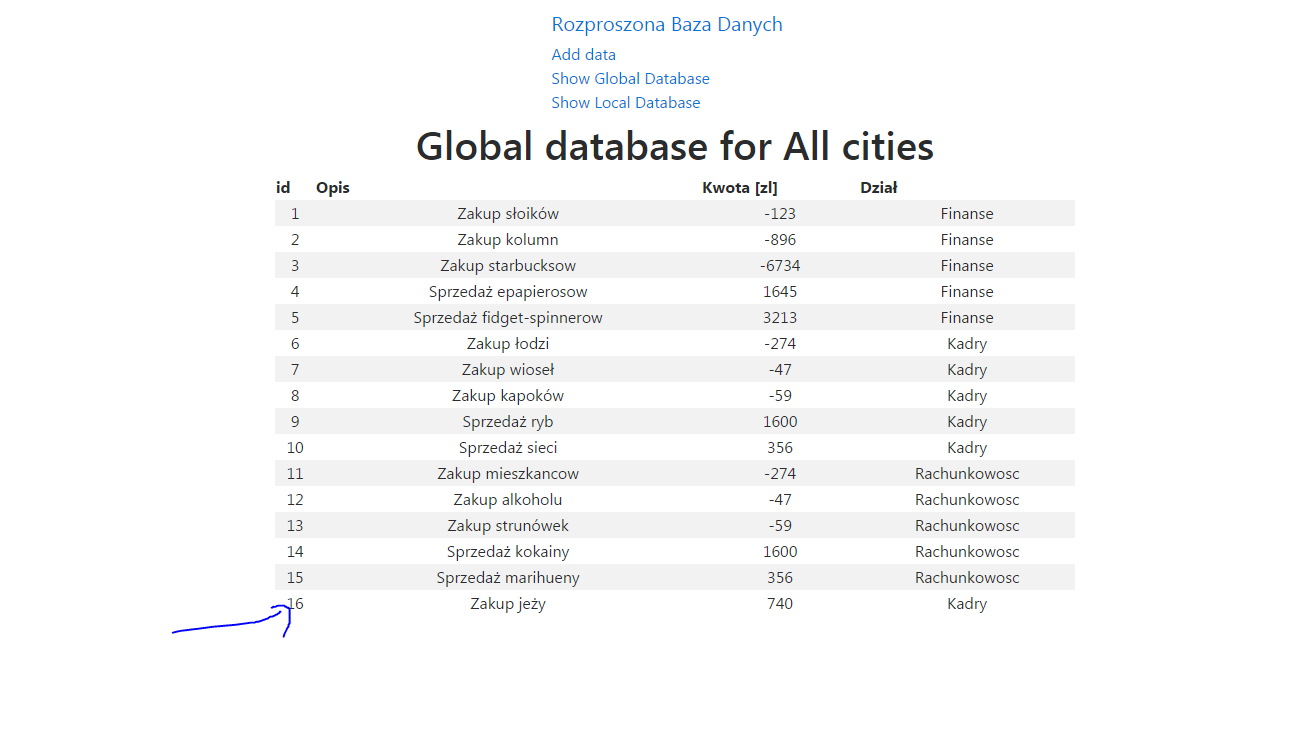 Rozproszona Baza Danych
Add data
Show Global Database
Show Local Database
Global database for All cities
id Opis Kwota [zl] Dział
1 Zakup słoików -123 Finanse
2 Zakup kolumn -896 Finanse
3 Zakup starbucksow -6734 Finanse
4 Sprzedaż epapierosow 1645 Finanse
5 Sprzedaż fidget-spinnerow 3213 Finanse
6 Zakup łodzi -274 Kadry
7 Zakup wioseł -47 Kadry
8 Zakup kapoków -59 Kadry
9 Sprzedaż ryb 1600 Kadry
10 Sprzedaż sieci 356 Kadry
11 Zakup mieszkancow -274 Rachunkowosc
12 Zakup alkoholu -47 Rachunkowosc
13 Zakup strunówek -59 Rachunkowosc
14 Sprzedaż kokainy 1600 Rachunkowosc
15 Sprzedaż marihueny 356 Rachunkowosc
16 Zakup jeży 740 Kadry